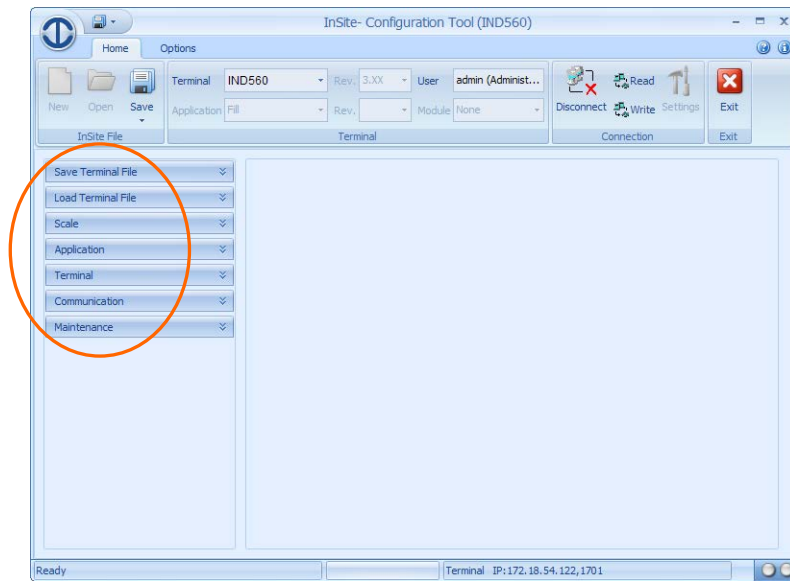 InSite- Configuration Tool (IND560)
Home Options
Terminal IND560 Rev. 3.XX User admin (Administ...
New Open Save Application Fill Rev. Module None Disconnect Read Write Settings Exit
InSite File Terminal Connection Exit
Save Terminal File
Load Terminal File
Scale
Application
Terminal
Communication
Maintenance
Ready Terminal IP:172.18.54.122,1701